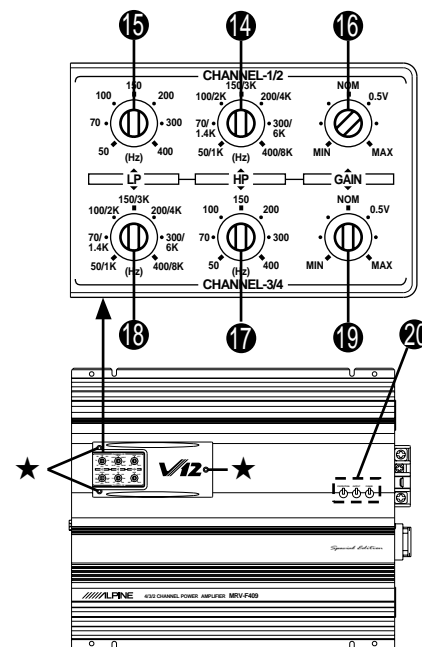 15 14 16
CHANNEL-1/2
150 150/3K NOM
100 200 100/2K 200/4K 0.5V
70 300 70/1.4K 300/6K
50 (Hz) 400 50/1K (Hz) 400/8K MIN MAX
LP HP GAIN
150/3K 150 NOM
100/2K 200/4K 100 200 0.5V
70/1.4K 300/6K 70 300
50/1K (Hz) 400/8K 50 (Hz) 400 MIN MAX
CHANNEL-3/4
18 17 19
20
★ V12 ★
Special Edition
ALPINE 4/3/2 CHANNEL POWER AMPLIFIER MRV-F409